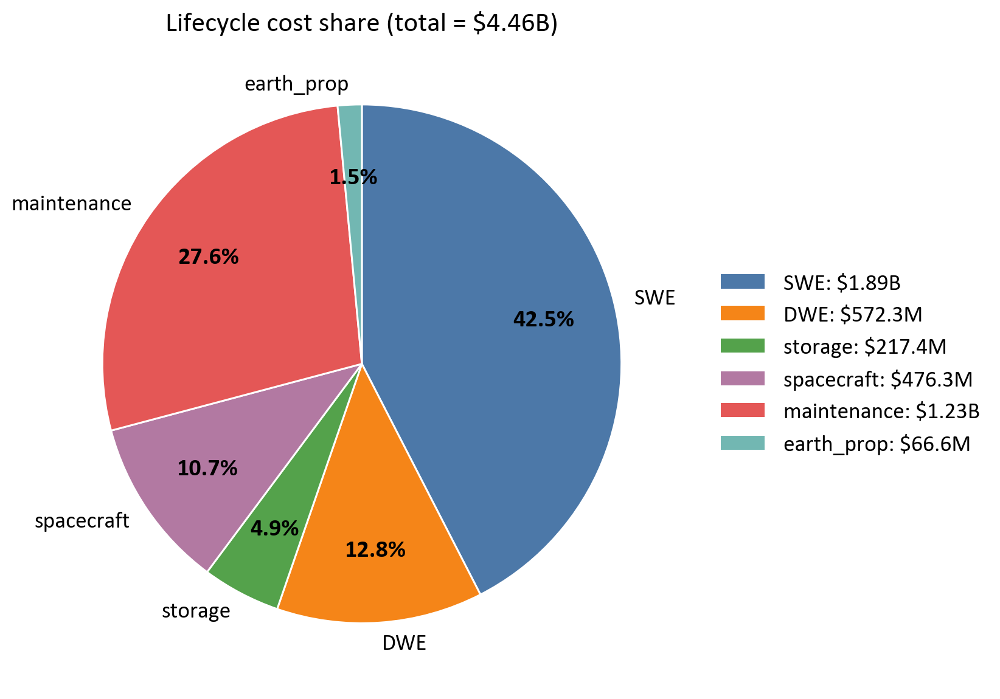 Lifecycle cost share (total = $4.46B)
earth_prop
1.5%
maintenance
27.6%
SWE
42.5%
10.7%
spacecraft
4.9%
storage
12.8%
DWE
SWE: $1.89B
DWE: $572.3M
storage: $217.4M
spacecraft: $476.3M
maintenance: $1.23B
earth_prop: $66.6M